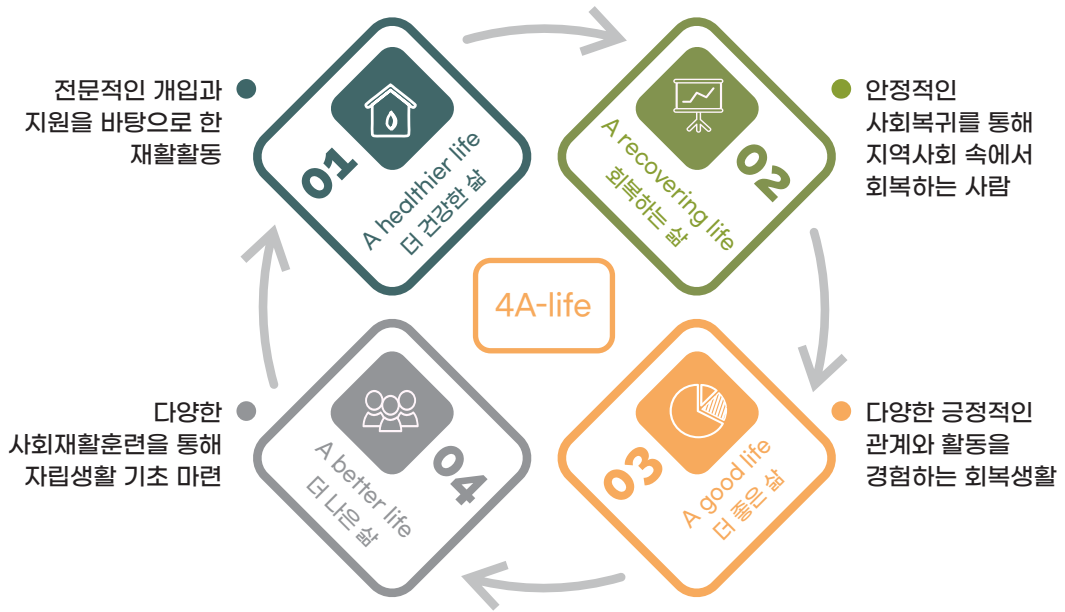 전문적인 개입과
지원을 바탕으로 한
재활활동
01
A healthier life
더 건강한 삶
02
A recovering life
회복하는 삶
안정적인
사회복귀를 통해
지역사회 속에서
회복하는 사람
4A-life
다양한
사회재활훈련을 통해
자립생활 기초 마련
04
A better life
더 나은 삶
03
A good life
더 좋은 삶
다양한 긍정적인
관계와 활동을
경험하는 회복생활